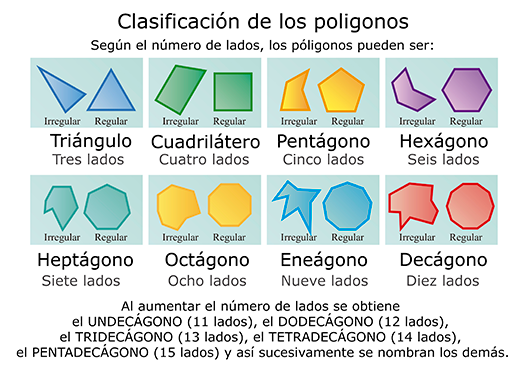 Clasificación de los poligonos
Según el número de lados, los póligonos pueden ser:
Irregular Regular Irregular Regular Irregular Regular Irregular Regular
Triángulo Cuadrilátero Pentágono Hexágono
Tres lados Cuatro lados Cinco lados Seis lados
Irregular Regular Irregular Regular Irregular Regular Irregular Regular
Heptágono Octágono Eneágono Decágono
Siete lados Ocho lados Nueve lados Diez lados
Al aumentar el número de lados se obtiene
el UNDECÁGONO (11 lados), el DODECÁGONO (12 lados),
el TRIDECÁGONO (13 lados), el TETRADECÁGONO (14 lados),
el PENTADECÁGONO (15 lados) y así sucesivamente se nombran los demás.